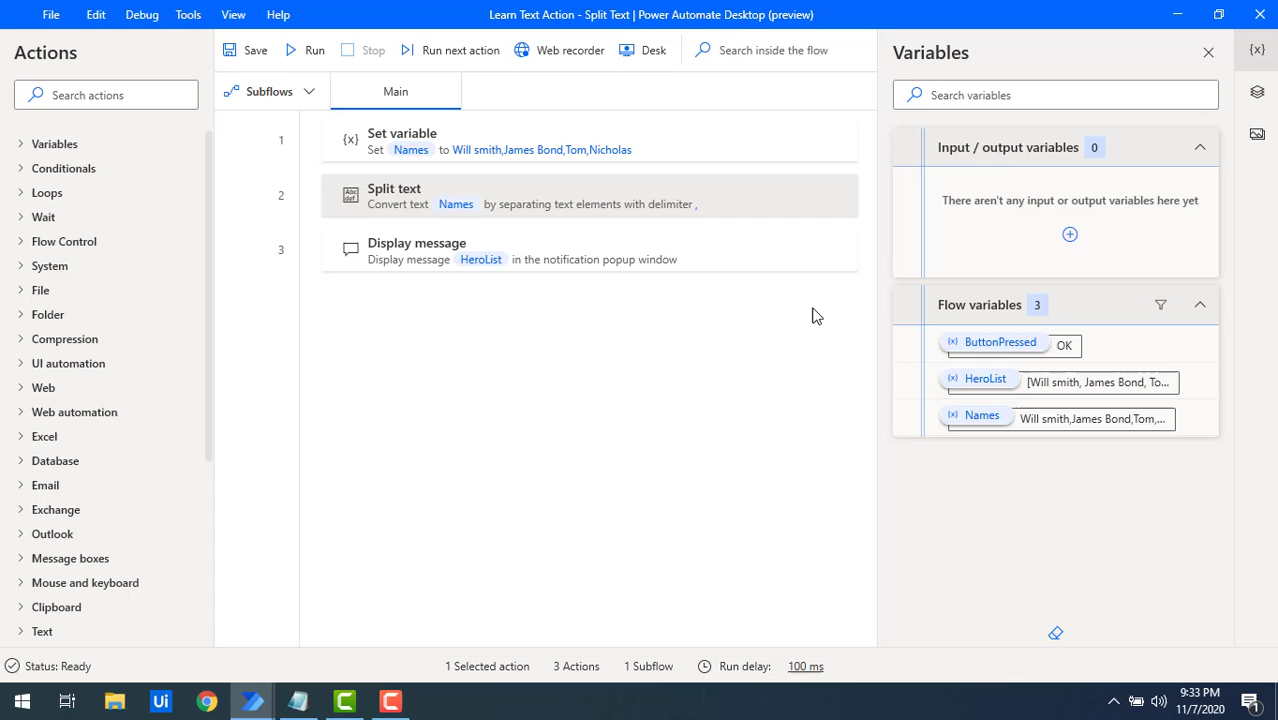 File Edit Debug Tools View Help Learn Text Action - Split Text | Power Automate Desktop (preview)
Actions
Search actions
Variables
Conditionals
Loops
Wait
Flow Control
System
File
Folder
Compression
UI automation
Web
Web automation
Excel
Database
Email
Exchange
Outlook
Message boxes
Mouse and keyboard
Clipboard
Text
Save Run Stop Run next action Web recorder Desk Search inside the flow
Subflows Main
1 {x} Set variable
Set Names to Will smith,James Bond,Tom,Nicholas
2 Abc def Split text
Convert text Names by separating text elements with delimiter ,
3 Display message
Display message HeroList in the notification popup window
Variables {x}
Search variables
Input / output variables 0
There aren't any input or output variables here yet
Flow variables 3
(x) ButtonPressed OK
(x) HeroList [Will smith, James Bond, To...
(x) Names Will smith,James Bond,Tom,...
Status: Ready 1 Selected action 3 Actions 1 Subflow Run delay: 100 ms
Ui 9:33 PM
11/7/2020 1